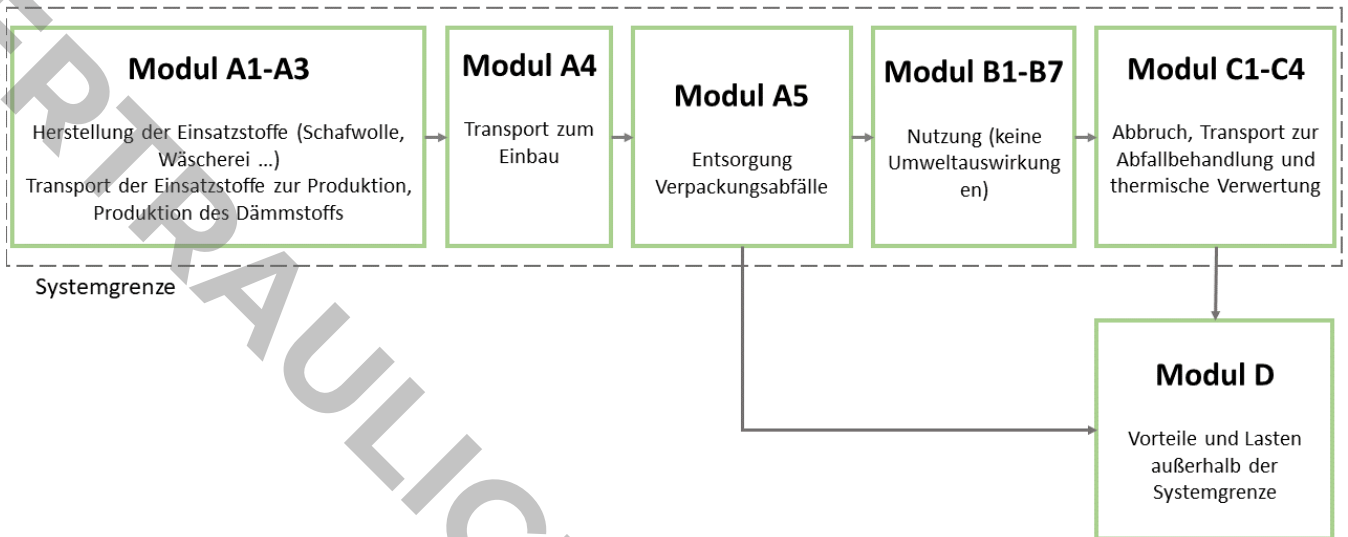 Modul A1-A3
Herstellung der Einsatzstoffe (Schafwolle,
Wäscherei ...)
Transport der Einsatzstoffe zur Produktion,
Produktion des Dämmstoffs
Modul A4
Transport zum
Einbau
Modul A5
Entsorgung
Verpackungsabfälle
Modul B1-B7
Nutzung (keine
Umweltauswirkung
en)
Modul C1-C4
Abbruch, Transport zur
Abfallbehandlung und
thermische Verwertung
Systemgrenze
Modul D
Vorteile und Lasten
außerhalb der
Systemgrenze